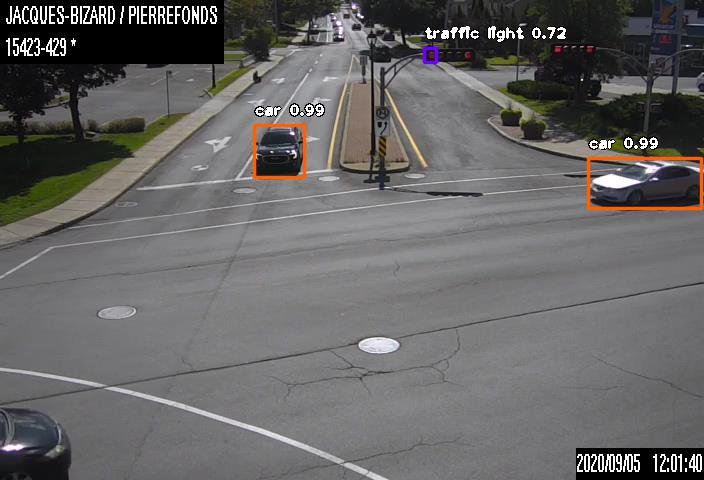 JACQUES-BIZARD / PIERREFONDS
15423-429 *
traffic light 0.72
car 0.99
car 0.99
2020/09/05 12:01:40